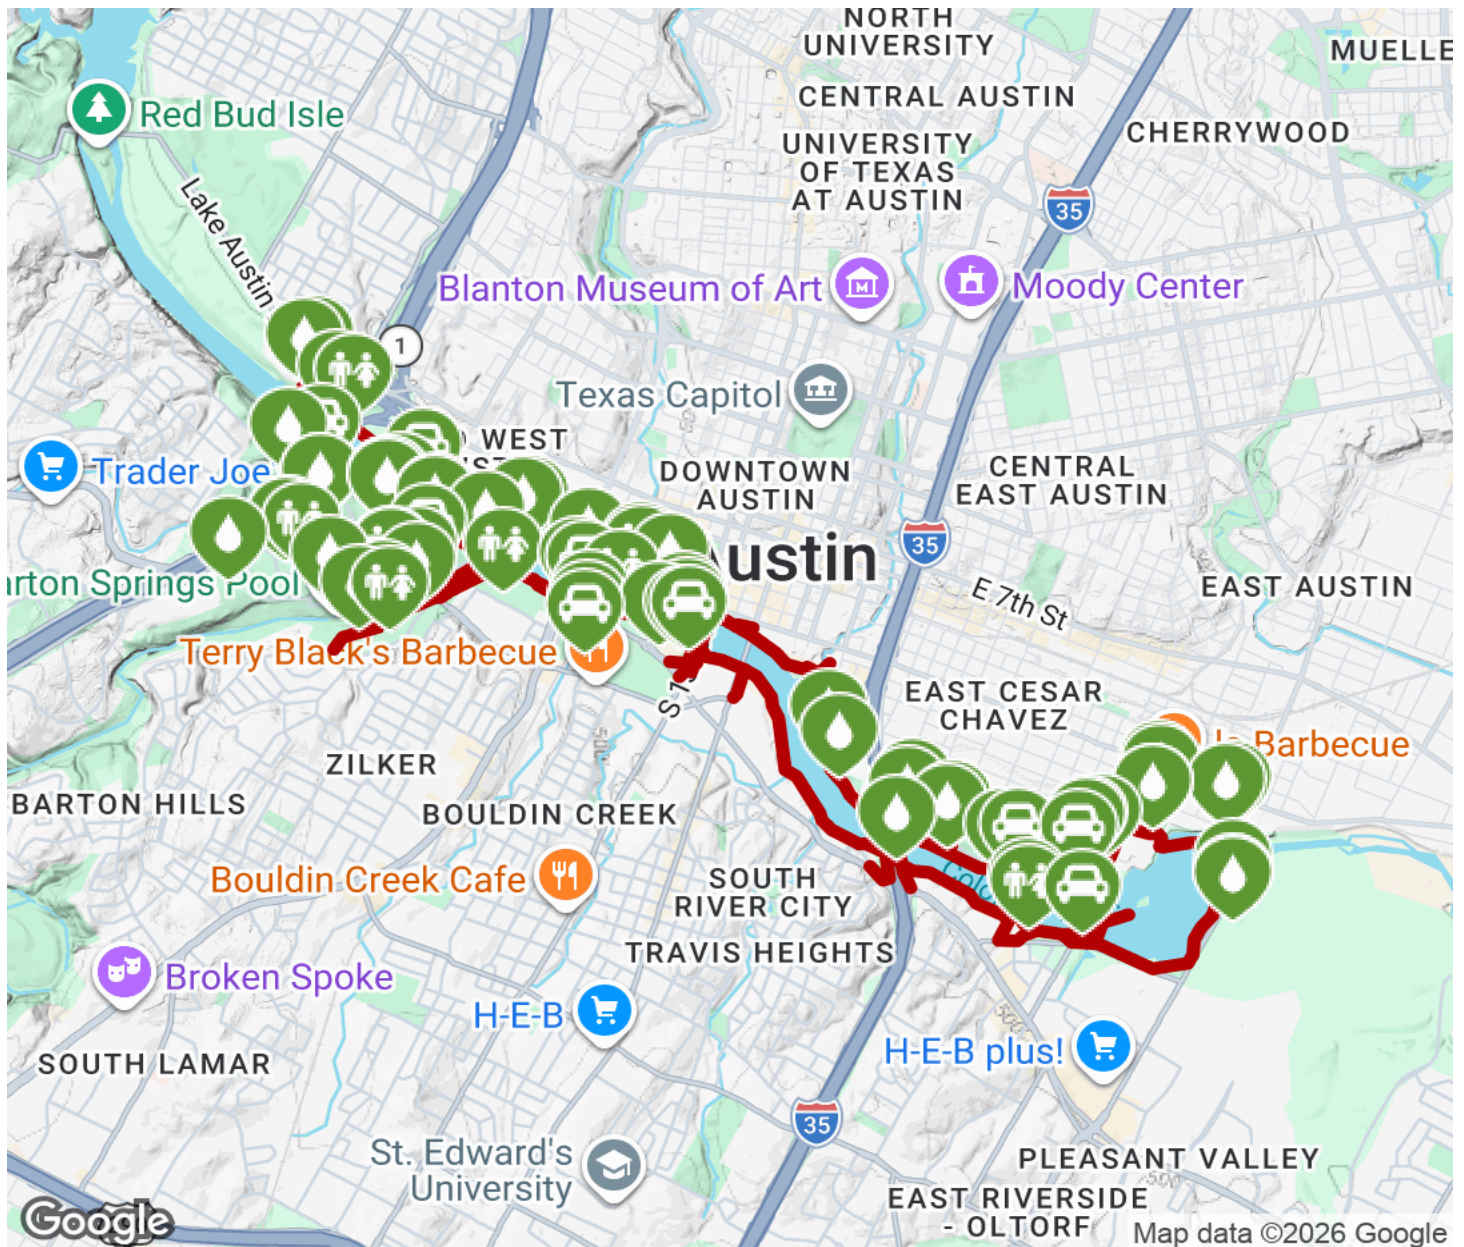 NORTH
UNIVERSITY
MUELLE
Red Bud Isle
CENTRAL AUSTIN
CHERRYWOOD
UNIVERSITY
OF TEXAS
AT AUSTIN
35
Lake Austin
Blanton Museum of Art
M
Moody Center
1
Texas Capitol
WEST
Trader Joe
DOWNTOWN
AUSTIN
CENTRAL
EAST AUSTIN
35
ustin
arton Springs Pool
E 7th St
EAST AUSTIN
Terry Black's Barbecue
EAST CESAR
CHAVEZ
S 1s
la Barbecue
ZILKER
BARTON HILLS
BOULDIN CREEK
Bouldin Creek Cafe
SOUTH
RIVER CITY
Colo
TRAVIS HEIGHTS
Broken Spoke
H-E-B
H-E-B plus!
SOUTH LAMAR
35
St. Edward's
University
PLEASANT VALLEY
EAST RIVERSIDE
- OLTORF
Google
Map data ©2026 Google